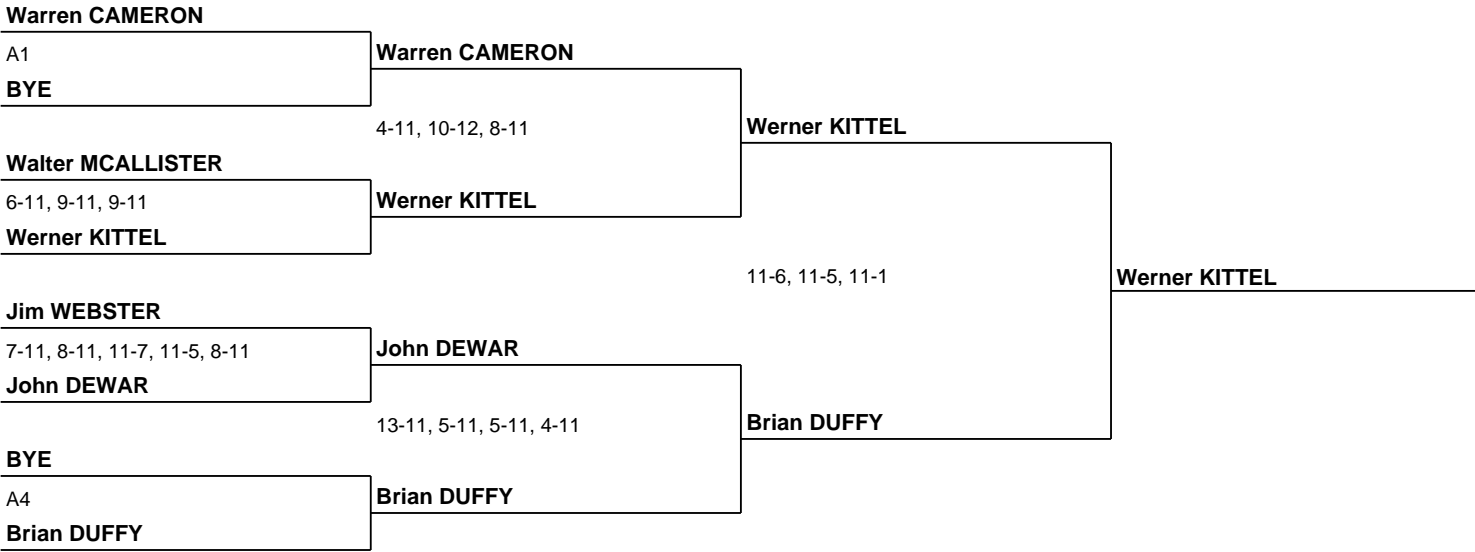 Warren CAMERON
A1
Warren CAMERON
BYE
4-11, 10-12, 8-11
Werner KITTEL
Walter MCALLISTER
6-11, 9-11, 9-11
Werner KITTEL
Werner KITTEL
11-6, 11-5, 11-1
Werner KITTEL
Jim WEBSTER
7-11, 8-11, 11-7, 11-5, 8-11
John DEWAR
John DEWAR
13-11, 5-11, 5-11, 4-11
Brian DUFFY
BYE
A4
Brian DUFFY
Brian DUFFY